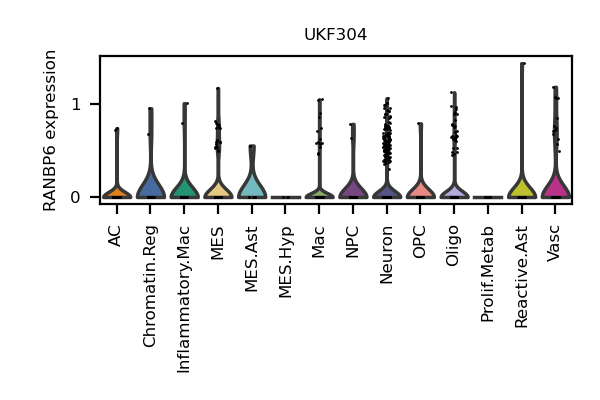 UKF304
RANBP6 expression
1
0
AC
Chromatin.Reg
Inflammatory.Mac
MES
MES.Ast
MES.Hyp
Mac
NPC
Neuron
OPC
Oligo
Prolif.Metab
Reactive.Ast
Vasc